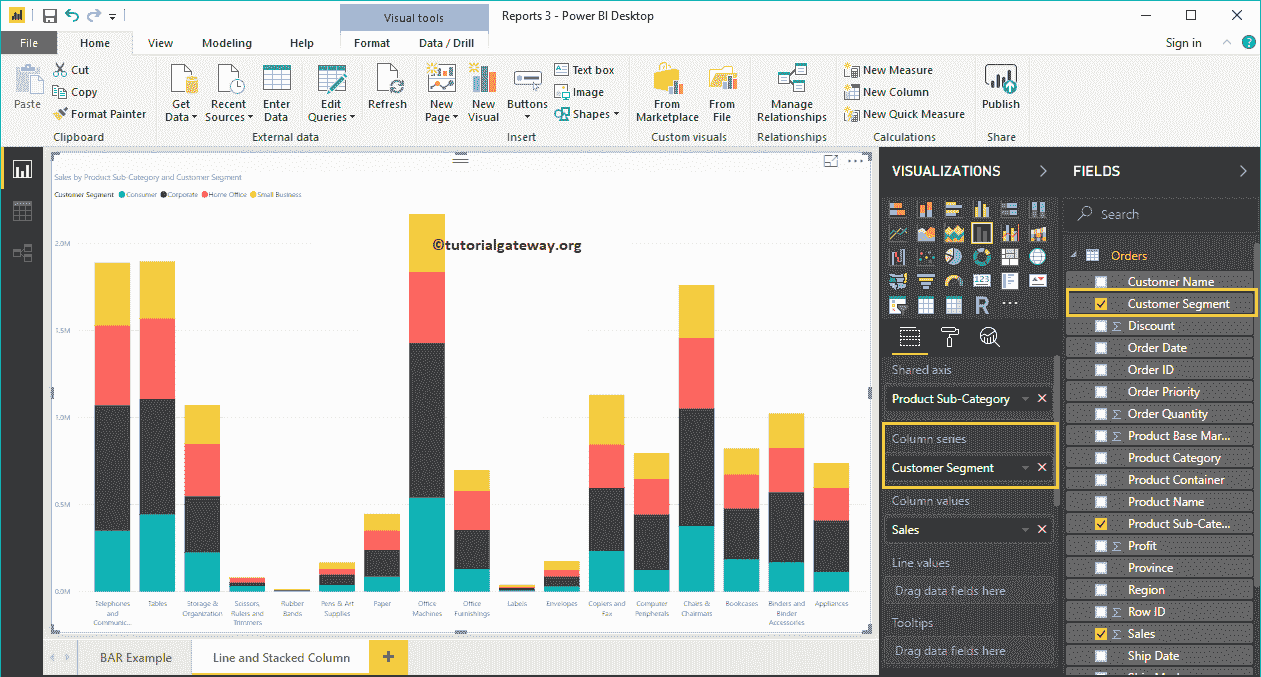 Visual tools
Reports 3 - Power BI Desktop
File Home View Modeling Help Format Data / Drill Sign in
Paste
Cut
Copy
Format Painter
Clipboard
Get Data
Recent Sources
Enter Data
Edit Queries
External data
Refresh
New Page
New Visual
Buttons
Text box
Image
Shapes
Insert
From Marketplace
From File
Custom visuals
Manage Relationships
Relationships
New Measure
New Column
New Quick Measure
Calculations
Publish
Share
Sales by Product Sub-Category and Customer Segment
Customer Segment Consumer Corporate Home Office Small Business
©tutorialgateway.org
2.0M
1.5M
1.0M
0.5M
0.0M
Telephones and Communic...
Tables
Storage & Organization
Scissors, Rulers and Trimmers
Rubber Bands
Pens & Art Supplies
Paper
Office Machines
Office Furnishings
Labels
Envelopes
Copiers and Fax
Computer Peripherals
Chairs & Chairmats
Bookcases
Binders and Binder Accessories
Appliances
BAR Example
Line and Stacked Column
+
VISUALIZATIONS
123
R
Shared axis
Product Sub-Category
Column series
Customer Segment
Column values
Sales
Line values
Drag data fields here
Tooltips
Drag data fields here
FIELDS
Search
Orders
Customer Name
Customer Segment
Σ Discount
Order Date
Order ID
Order Priority
Σ Order Quantity
Σ Product Base Mar...
Product Category
Product Container
Product Name
Product Sub-Cate...
Σ Profit
Province
Region
Σ Row ID
Σ Sales
Ship Date